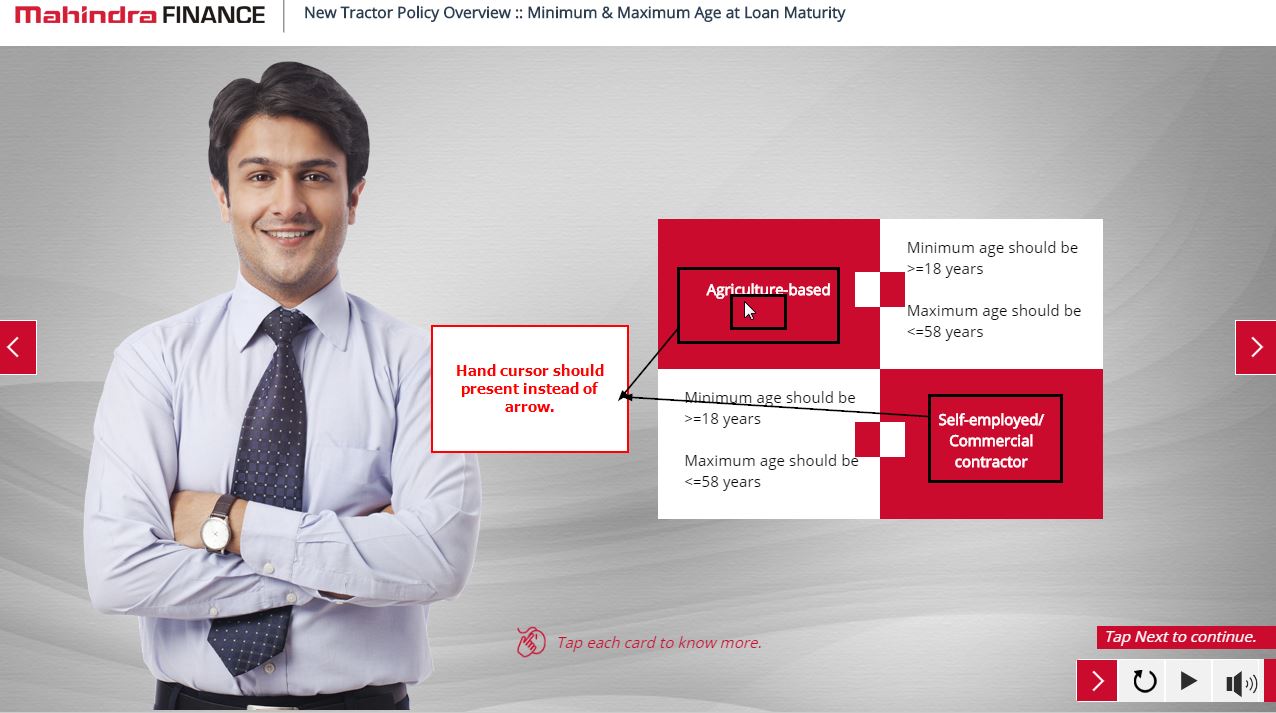 Mahindra FINANCE
New Tractor Policy Overview :: Minimum & Maximum Age at Loan Maturity
Agriculture-based
Minimum age should be
>=18 years
Maximum age should be
<=58 years
Hand cursor should
present instead of
arrow.
Minimum age should be
>=18 years
Maximum age should be
<=58 years
Self-employed/
Commercial
contractor
Tap each card to know more.
Tap Next to continue.